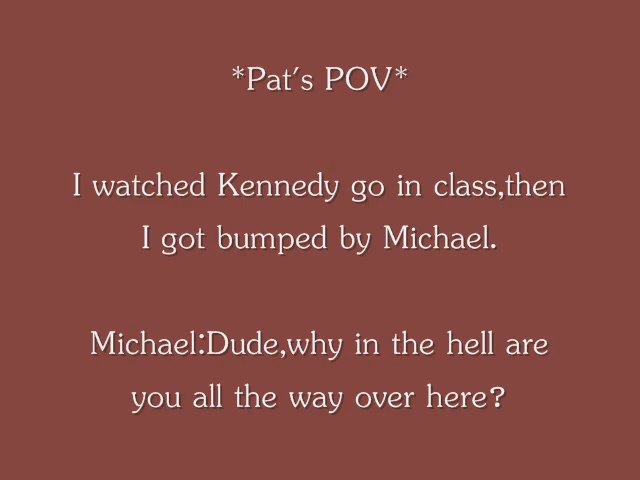 *Pat's POV*
I watched Kennedy go in class,then
I got bumped by Michael.
Michael:Dude,why in the hell are
you all the way over here?